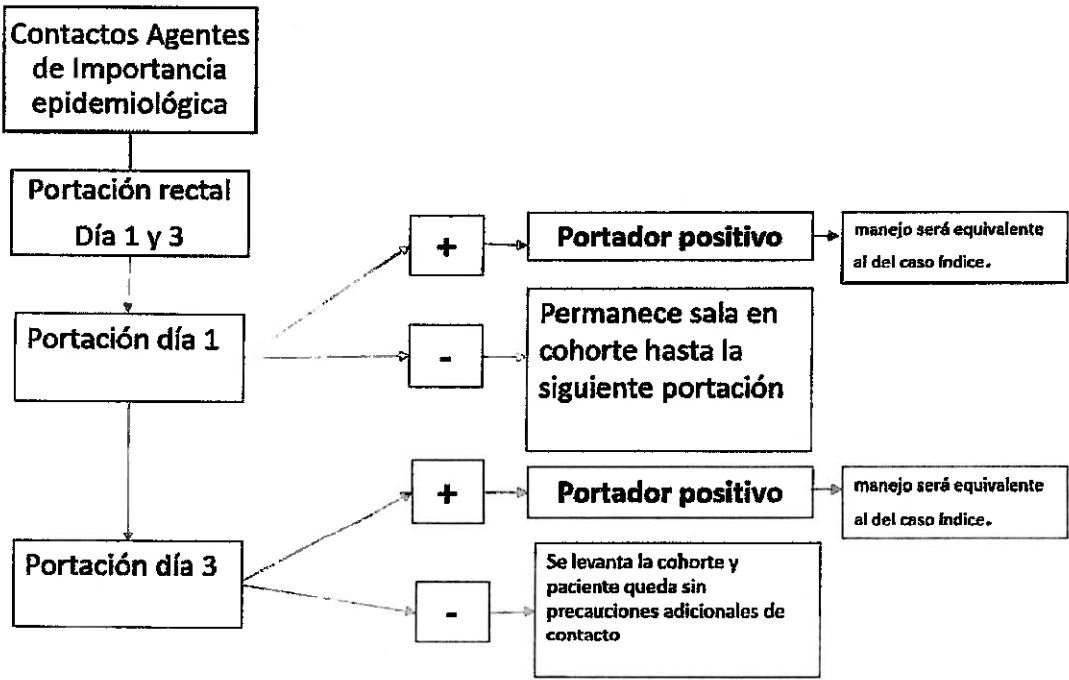 Contactos Agentes
de Importancia
epidemiológica
Portación rectal
Día 1 y 3
Portación día 1
+
Portador positivo
manejo será equivalente
al del caso índice.
-
Permanece sala en
cohorte hasta la
siguiente portación
Portación día 3
+
Portador positivo
manejo será equivalente
al del caso índice.
-
Se levanta la cohorte y
paciente queda sin
precauciones adicionales de
contacto